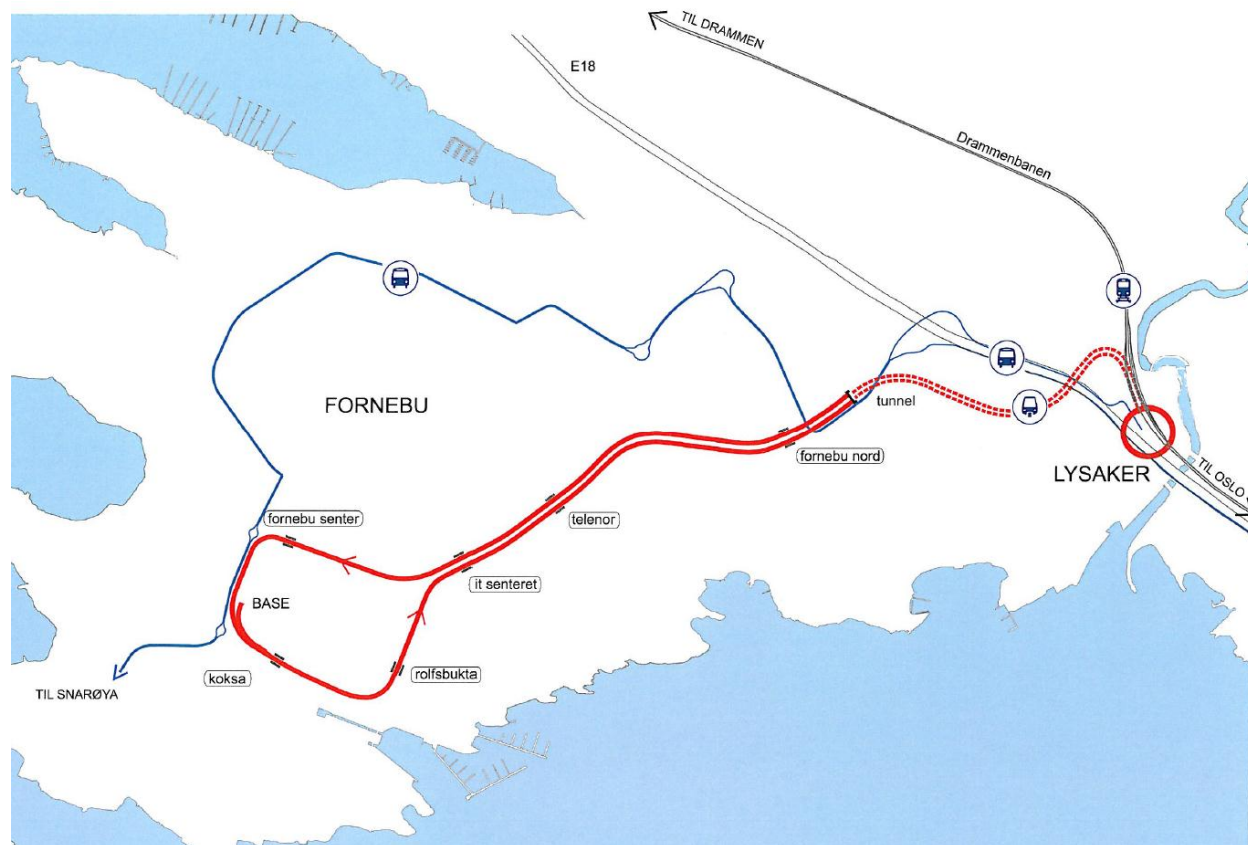 TIL DRAMMEN
E18
Drammenbanen
FORNEBU
tunnel
fornebu nord
LYSAKER
TIL OSLO
telenor
fornebu senter
it senteret
BASE
koksa
rolfsbukta
TIL SNARØYA